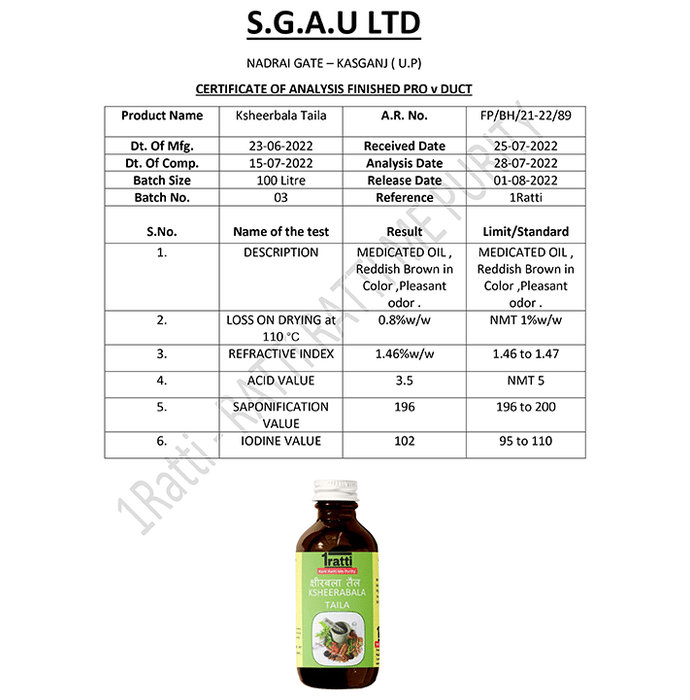 S.G.A.U LTD
NADRAI GATE – KASGANJ ( U.P)
CERTIFICATE OF ANALYSIS FINISHED PRO v DUCT
Product Name Ksheerbala Taila A.R. No. FP/BH/21-22/89
Dt. Of Mfg. 23-06-2022 Received Date 25-07-2022
Dt. Of Comp. 15-07-2022 Analysis Date 28-07-2022
Batch Size 100 Litre Release Date 01-08-2022
Batch No. 03 Reference 1Ratti
S.No. Name of the test Result Limit/Standard
1. DESCRIPTION MEDICATED OIL , MEDICATED OIL ,
Reddish Brown in Reddish Brown in
Color ,Pleasant Color ,Pleasant
odor . odor .
2. LOSS ON DRYING at 0.8%w/w NMT 1%w/w
110 °C
3. REFRACTIVE INDEX 1.46%w/w 1.46 to 1.47
4. ACID VALUE 3.5 NMT 5
5. SAPONIFICATION 196 196 to 200
VALUE
6. IODINE VALUE 102 95 to 110
1Ratti - RATTI RATTI ME PURITY
1ratti
Ratti Ratti Me Purity
क्षीरबला तैल
KSHEERABALA
TAILA